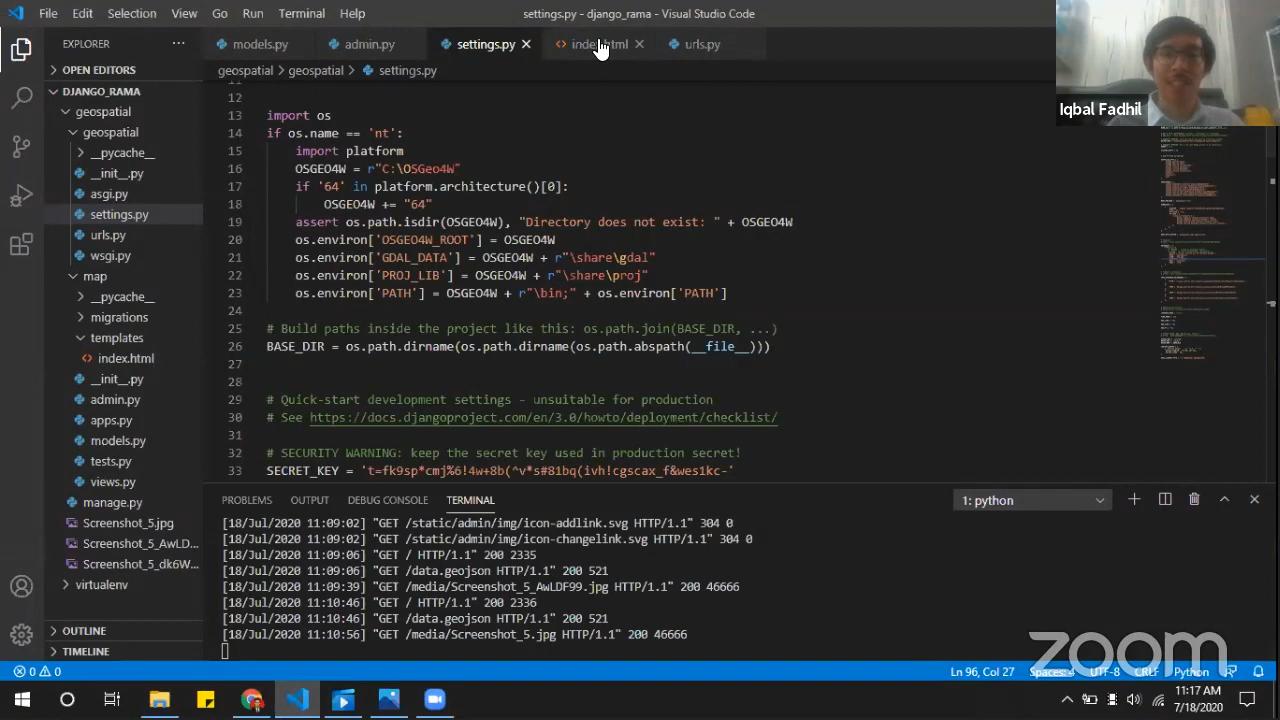 File Edit Selection View Go Run Terminal Help
settings.py - django_rama - Visual Studio Code
EXPLORER
models.py admin.py settings.py index.html urls.py
geospatial > geospatial > settings.py
Iqbal Fadhil
OPEN EDITORS
DJANGO_RAMA
geospatial
geospatial
__pycache__
__init__.py
asgi.py
settings.py
urls.py
wsgi.py
map
__pycache__
migrations
templates
index.html
__init__.py
admin.py
apps.py
models.py
tests.py
views.py
manage.py
Screenshot_5.jpg
Screenshot_5_AwLD...
Screenshot_5_dk6W...
virtualenv
OUTLINE
TIMELINE
12
13 import os
14 if os.name == 'nt':
15 import platform
16 OSGEO4W = r"C:\OSGeo4W"
17 if '64' in platform.architecture()[0]:
18 OSGEO4W += "64"
19 assert os.path.isdir(OSGEO4W), "Directory does not exist: " + OSGEO4W
20 os.environ['OSGEO4W_ROOT'] = OSGEO4W
21 os.environ['GDAL_DATA'] = OSGEO4W + r"\share\gdal"
22 os.environ['PROJ_LIB'] = OSGEO4W + r"\share\proj"
23 os.environ['PATH'] = OSGEO4W + r"\bin;" + os.environ['PATH']
24
25 # Build paths inside the project like this: os.path.join(BASE_DIR, ...)
26 BASE_DIR = os.path.dirname(os.path.dirname(os.path.abspath(__file__)))
27
28
29 # Quick-start development settings - unsuitable for production
30 # See https://docs.djangoproject.com/en/3.0/howto/deployment/checklist/
31
32 # SECURITY WARNING: keep the secret key used in production secret!
33 SECRET_KEY = 't=fk9sp*cmj%6!4w+8b(^v*s#81bq(ivh!cgscax_f&wes1kc-'
PROBLEMS OUTPUT DEBUG CONSOLE TERMINAL
1: python
[18/Jul/2020 11:09:02] "GET /static/admin/img/icon-addlink.svg HTTP/1.1" 304 0
[18/Jul/2020 11:09:02] "GET /static/admin/img/icon-changelink.svg HTTP/1.1" 304 0
[18/Jul/2020 11:09:06] "GET / HTTP/1.1" 200 2335
[18/Jul/2020 11:09:06] "GET /data.geojson HTTP/1.1" 200 521
[18/Jul/2020 11:09:39] "GET /media/Screenshot_5_AwLDF99.jpg HTTP/1.1" 200 46666
[18/Jul/2020 11:10:46] "GET / HTTP/1.1" 200 2336
[18/Jul/2020 11:10:46] "GET /data.geojson HTTP/1.1" 200 521
[18/Jul/2020 11:10:56] "GET /media/Screenshot_5.jpg HTTP/1.1" 200 46666
zoom
0 0
Ln 96, Col 27 Spaces: 4 UTF-8 CRLF Python
11:17 AM
7/18/2020